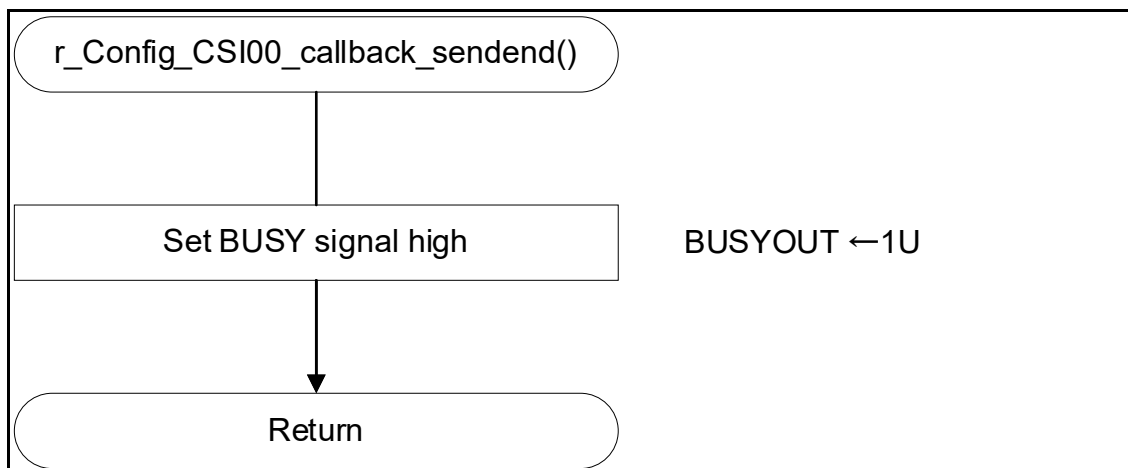 r_Config_CSI00_callback_sendend()
Set BUSY signal high
BUSYOUT ←1U
Return